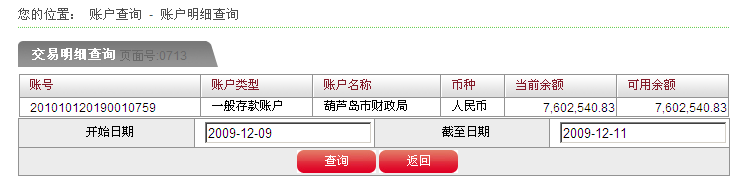 您的位置： 账户查询 - 账户明细查询
交易明细查询 页面号:0713
账号 账户类型 账户名称 币种 当前余额 可用余额
201010120190010759 一般存款账户 葫芦岛市财政局 人民币 7,602,540.83 7,602,540.83
开始日期 2009-12-09 截至日期 2009-12-11
查询 返回